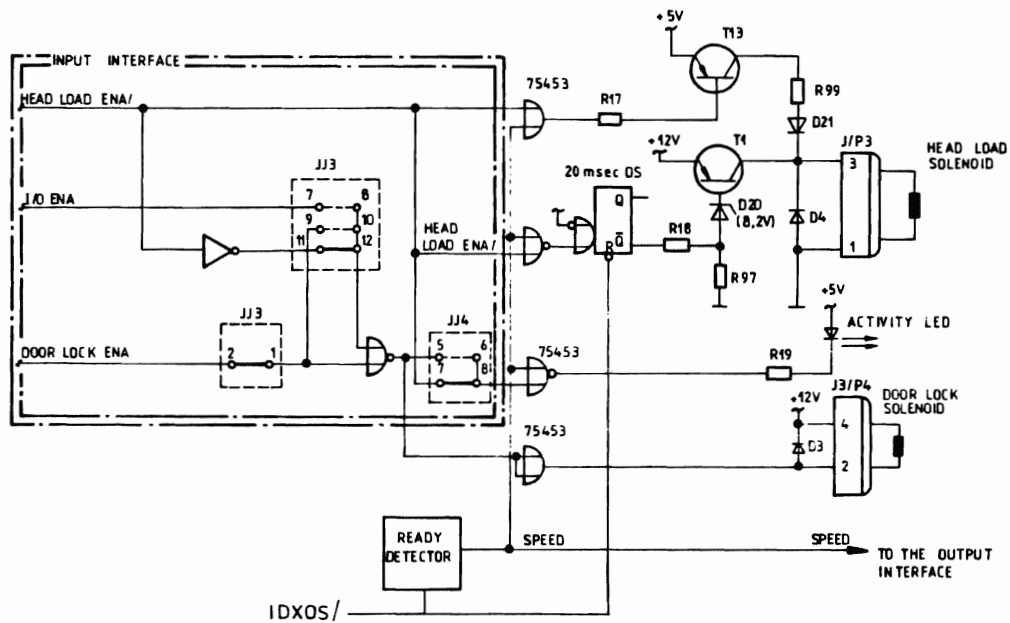 INPUT INTERFACE
HEAD LOAD ENA/
I/O ENA
DOOR LOCK ENA
JJ3
7 8
9 10
11 12
JJ3
2 1
HEAD
LOAD ENA/
JJ4
5 6
7 8
75453
R17
+5V
T13
R99
D21
+12V
T1
20 msec OS
Q
Q̅
R
R18
D20
(8,2V)
R97
D4
J/P3
3
1
HEAD LOAD
SOLENOID
+5V
ACTIVITY LED
75453
R19
+12V
J3/P4
4
2
D3
DOOR LOCK
SOLENOID
75453
READY
DETECTOR
SPEED
SPEED
TO THE OUTPUT
INTERFACE
IDXOS/